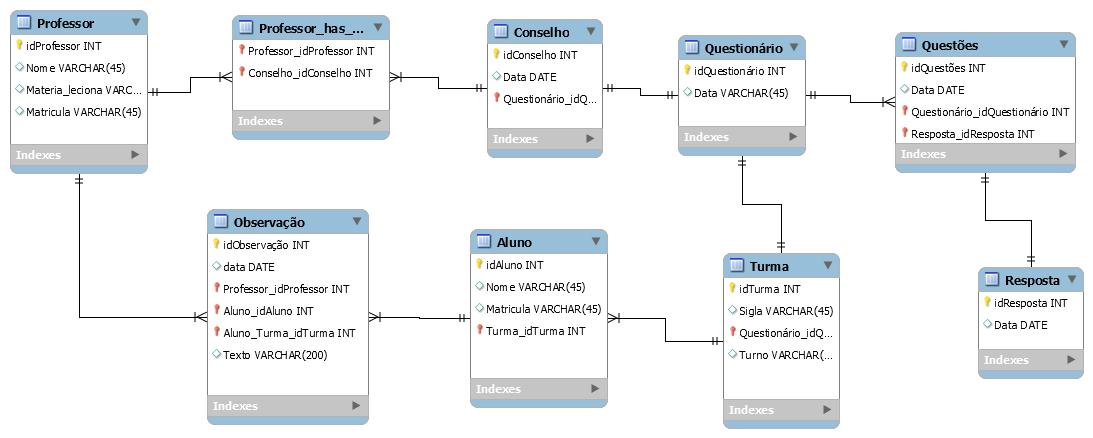 Professor
idProfessor INT
Nome VARCHAR(45)
Materia_leciona VARC...
Matricula VARCHAR(45)
Indexes
Professor_has_...
Professor_idProfessor INT
Conselho_idConselho INT
Indexes
Conselho
idConselho INT
Data DATE
Questionário_idQ...
Indexes
Questionário
idQuestionário INT
Data VARCHAR(45)
Indexes
Questões
idQuestões INT
Data DATE
Questionário_idQuestionário INT
Resposta_idResposta INT
Indexes
Observação
idObservação INT
data DATE
Professor_idProfessor INT
Aluno_idAluno INT
Aluno_Turma_idTurma INT
Texto VARCHAR(200)
Indexes
Aluno
idAluno INT
Nome VARCHAR(45)
Matricula VARCHAR(45)
Turma_idTurma INT
Indexes
Turma
idTurma INT
Sigla VARCHAR(45)
Questionário_idQ...
Turno VARCHAR(...
Indexes
Resposta
idResposta INT
Data DATE
Indexes